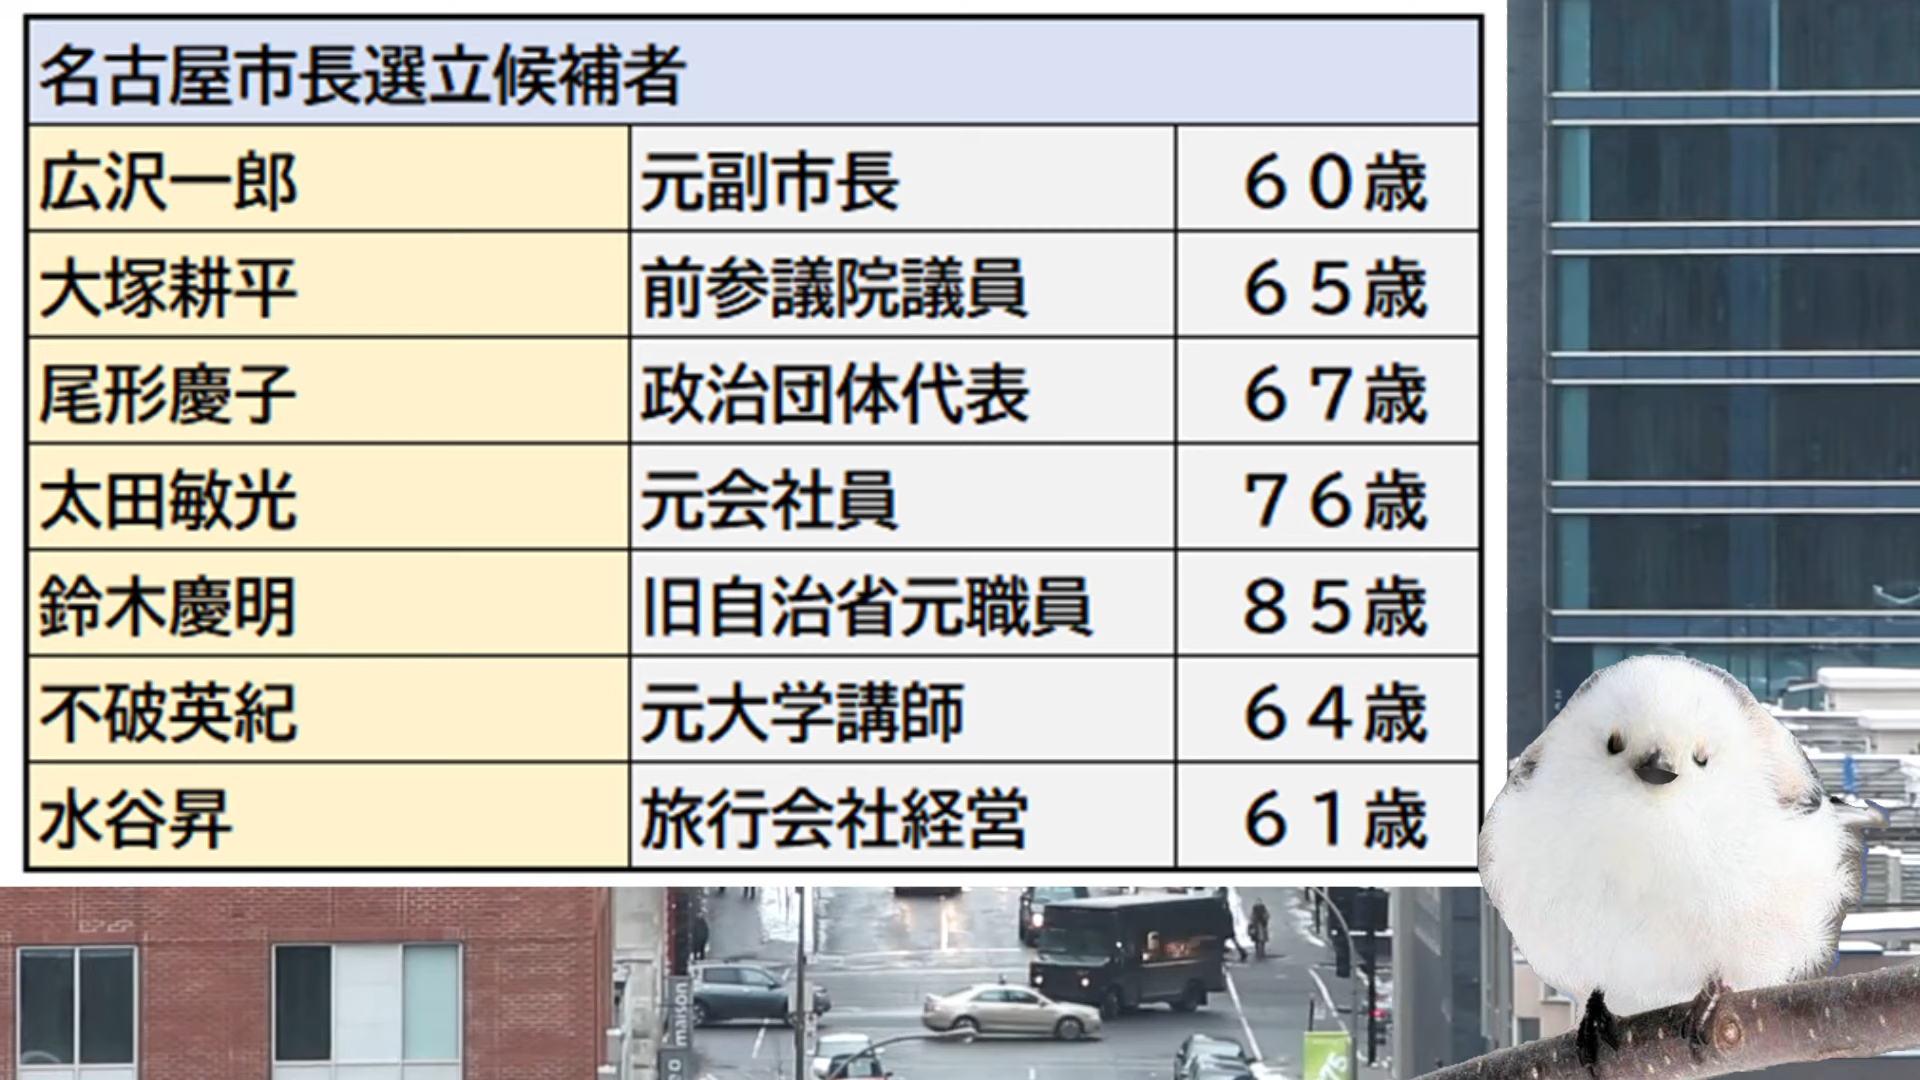 名古屋市長選立候補者
広沢一郎 元副市長 60歳
大塚耕平 前参議院議員 65歳
尾形慶子 政治団体代表 67歳
太田敏光 元会社員 76歳
鈴木慶明 旧自治省元職員 85歳
不破英紀 元大学講師 64歳
水谷昇 旅行会社経営 61歳
maison